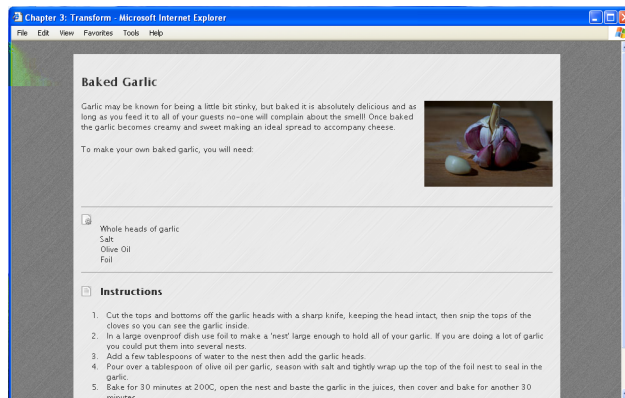 Chapter 3: Transform - Microsoft Internet Explorer
File Edit View Favorites Tools Help
Baked Garlic
Garlic may be known for being a little bit stinky, but baked it is absolutely delicious and as
long as you feed it to all of your guests no-one will complain about the smell! Once baked
the garlic becomes creamy and sweet making an ideal spread to accompany cheese.
To make your own baked garlic, you will need:
Whole heads of garlic
Salt
Olive Oil
Foil
Instructions
1. Cut the tops and bottoms off the garlic heads with a sharp knife, keeping the head intact, then snip the tops of the
cloves so you can see the garlic inside.
2. In a large ovenproof dish use foil to make a 'nest' large enough to hold all of your garlic. If you are doing a lot of garlic
you could put them into several nests.
3. Add a few tablespoons of water to the nest then add the garlic heads.
4. Pour over a tablespoon of olive oil per garlic, season with salt and tightly wrap up the top of the foil nest to seal in the
garlic.
5. Bake for 30 minutes at 200C, open the nest and baste the garlic in the juices, then cover and bake for another 30
minutes